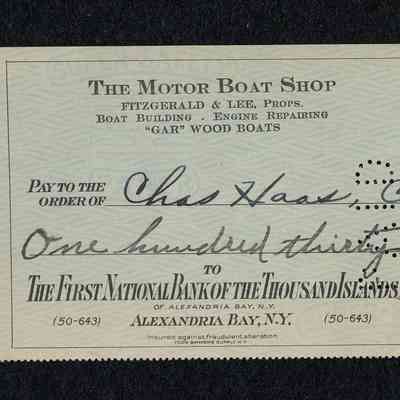 THE MOTOR BOAT SHOP
FITZGERALD & LEE, PROPS.
BOAT BUILDING . ENGINE REPAIRING
"GAR" WOOD BOATS
PAY TO THE
ORDER OF Chas Haas, C
One hundred thirty
TO
THE FIRST NATIONAL BANK OF THE THOUSAND ISLANDS,
OF ALEXANDRIA BAY, N.Y.
(50-643) ALEXANDRIA BAY, N.Y. (50-643)
Insured against fraudulent alteration